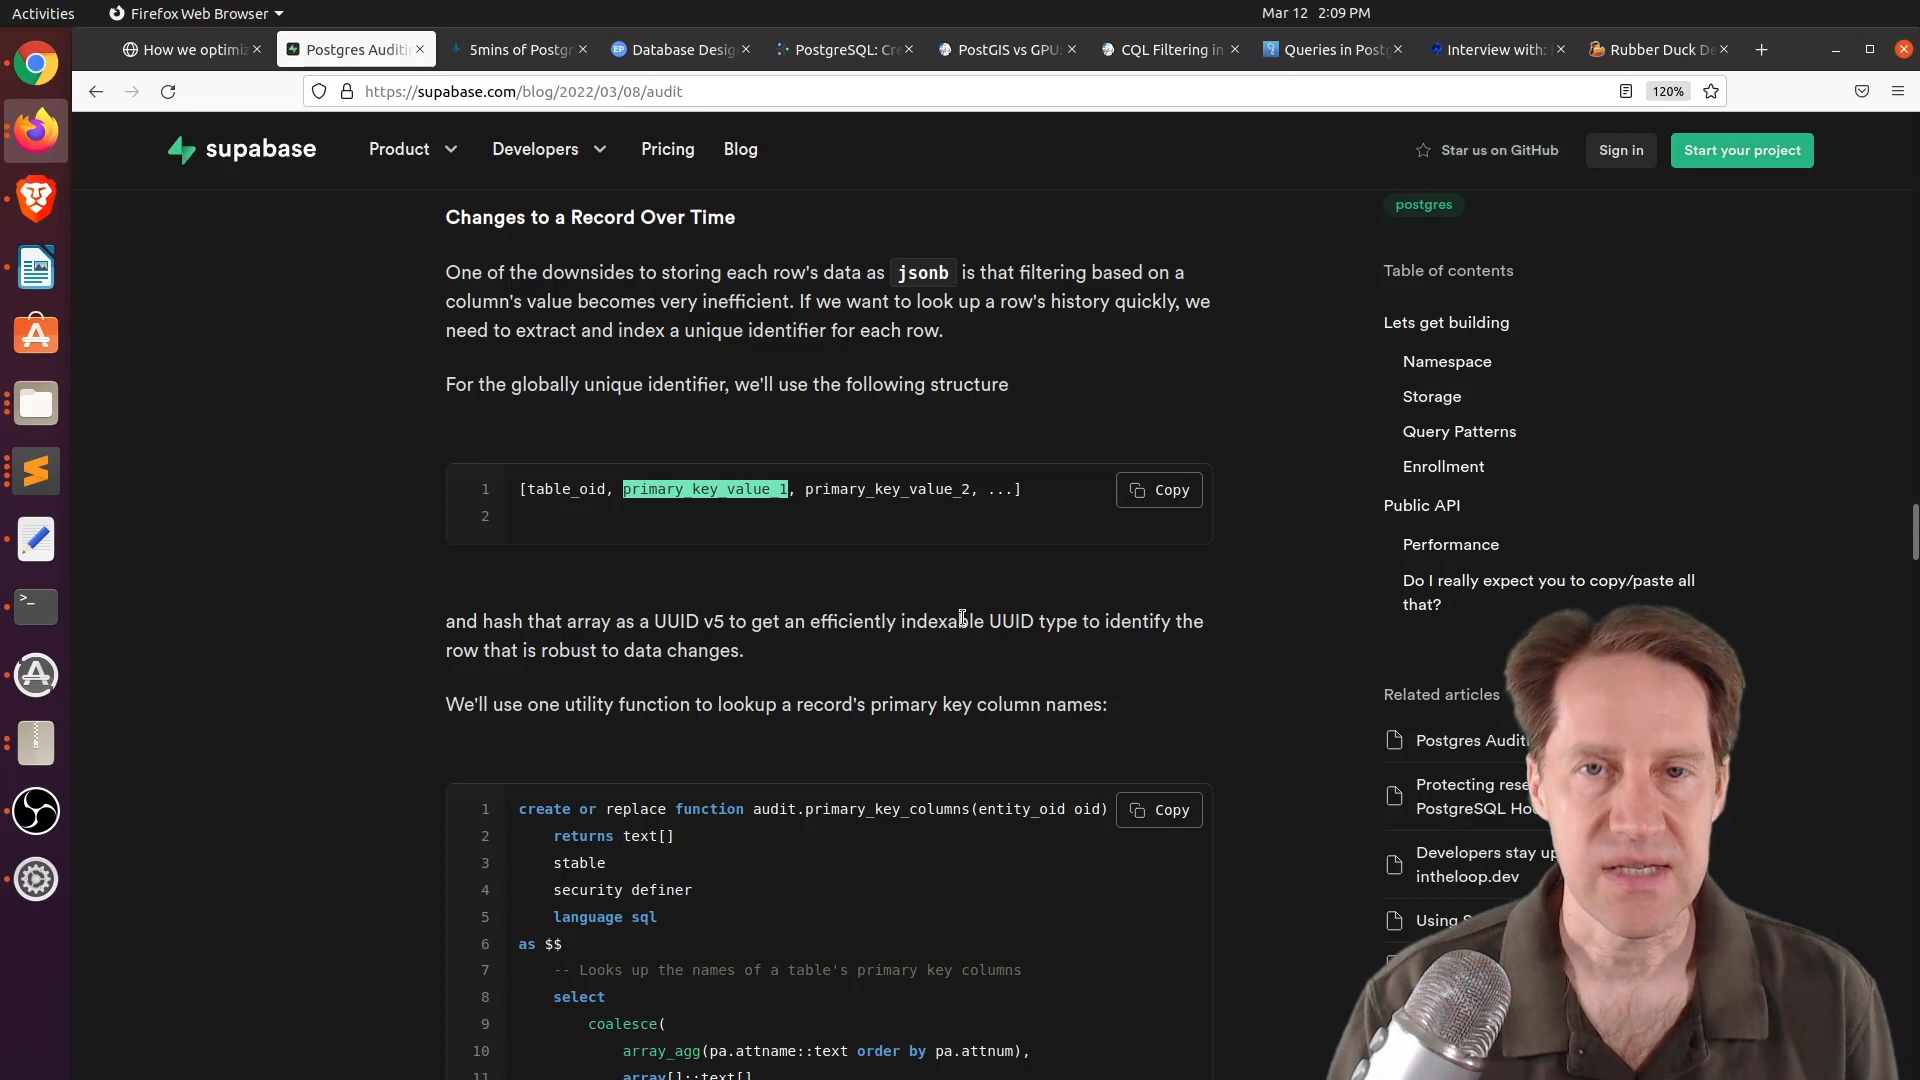 Activities
Firefox Web Browser
Mar 12 2:09 PM
How we optimiz
Postgres Auditi
5mins of Postgr
Database Desig
PostgreSQL: Cr
PostGIS vs GPU:
CQL Filtering in
Queries in Postg
Interview with:
Rubber Duck De
https://supabase.com/blog/2022/03/08/audit
120%
supabase
Product
Developers
Pricing
Blog
Star us on GitHub
Sign in
Start your project
Changes to a Record Over Time
One of the downsides to storing each row's data as jsonb is that filtering based on a
column's value becomes very inefficient. If we want to look up a row's history quickly, we
need to extract and index a unique identifier for each row.
For the globally unique identifier, we'll use the following structure
1 [table_oid, primary_key_value_1, primary_key_value_2, ...]
Copy
2
and hash that array as a UUID v5 to get an efficiently indexable UUID type to identify the
row that is robust to data changes.
We'll use one utility function to lookup a record's primary key column names:
1 create or replace function audit.primary_key_columns(entity_oid oid)
Copy
2 returns text[]
3 stable
4 security definer
5 language sql
6 as $$
7 -- Looks up the names of a table's primary key columns
8 select
9 coalesce(
10 array_agg(pa.attname::text order by pa.attnum),
11 array[]::text[]
postgres
Table of contents
Lets get building
Namespace
Storage
Query Patterns
Enrollment
Public API
Performance
Do I really expect you to copy/paste all
that?
Related articles
Postgres Auditi
Protecting rese
PostgreSQL Ho
Developers stay up
intheloop.dev
Using S